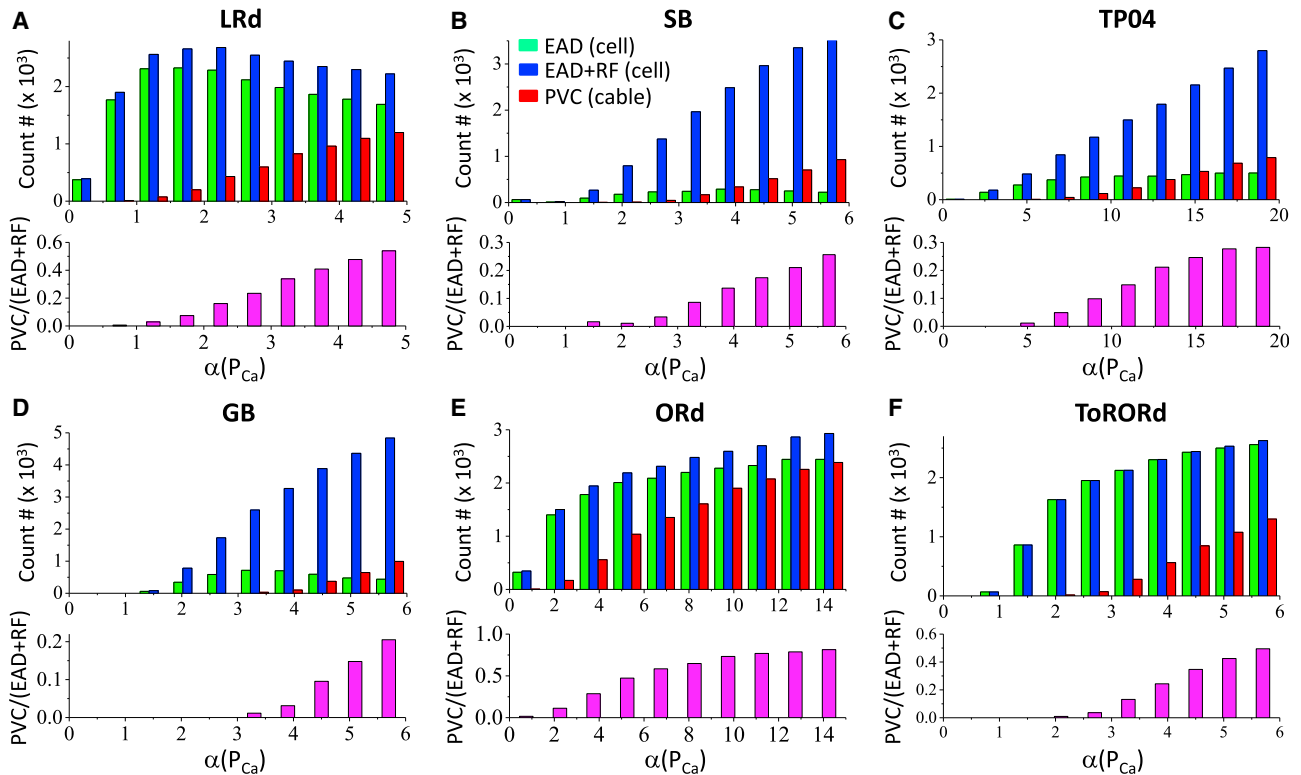 A
LRd
Count # (x 10³)
2
1
0
0 1 2 3 4 5
PVC/(EAD+RF)
0.6
0.4
0.2
0.0
0 1 2 3 4 5
α(P_Ca)
B
SB
EAD (cell)
EAD+RF (cell)
PVC (cable)
Count # (x 10³)
3
2
1
0
0 1 2 3 4 5 6
PVC/(EAD+RF)
0.3
0.2
0.1
0.0
0 1 2 3 4 5 6
α(P_Ca)
C
TP04
Count # (x 10³)
3
2
1
0
5 10 15 20
PVC/(EAD+RF)
0.3
0.2
0.1
0.0
5 10 15 20
α(P_Ca)
D
GB
Count # (x 10³)
5
4
3
2
1
0
0 1 2 3 4 5 6
PVC/(EAD+RF)
0.2
0.1
0.0
0 1 2 3 4 5 6
α(P_Ca)
E
ORd
Count # (x 10³)
3
2
1
0
0 2 4 6 8 10 12 14
PVC/(EAD+RF)
1.0
0.5
0.0
0 2 4 6 8 10 12 14
α(P_Ca)
F
ToRORd
Count # (x 10³)
2
1
0
0 1 2 3 4 5 6
PVC/(EAD+RF)
0.6
0.4
0.2
0.0
0 1 2 3 4 5 6
α(P_Ca)